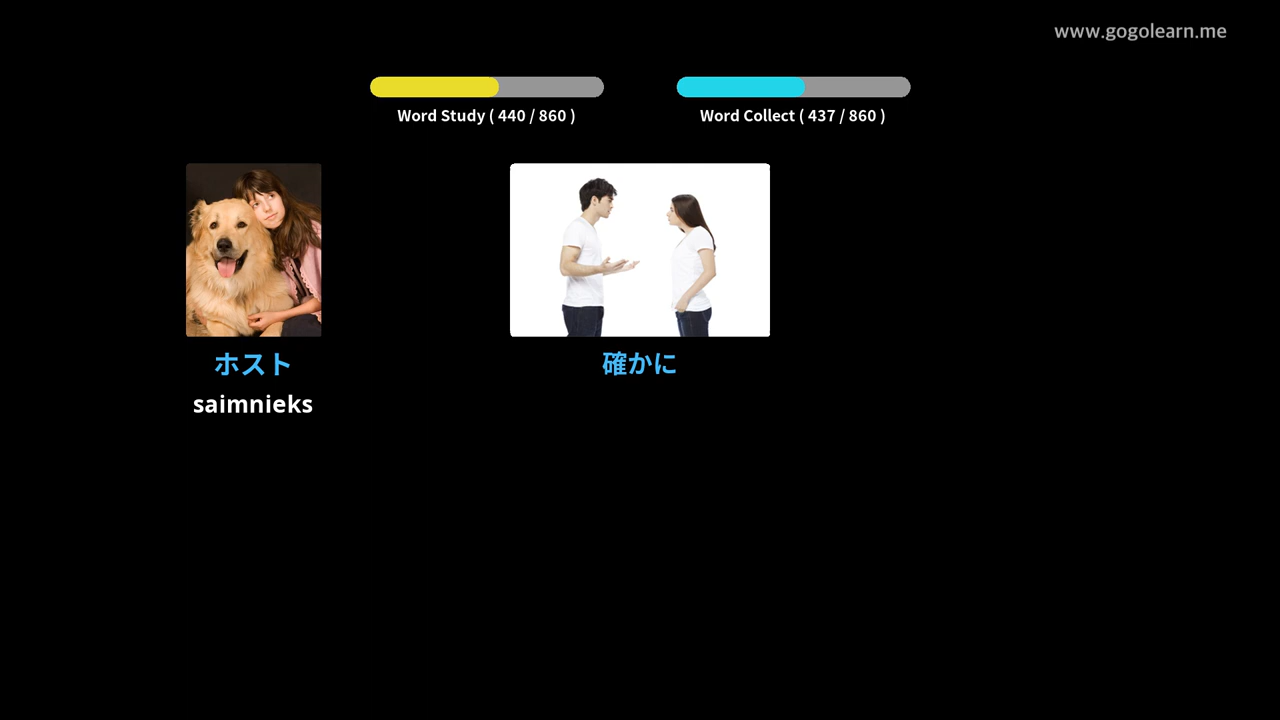 www.gogolearn.me
Word Study ( 440 / 860 )
Word Collect ( 437 / 860 )
ホスト
saimnieks
確かに